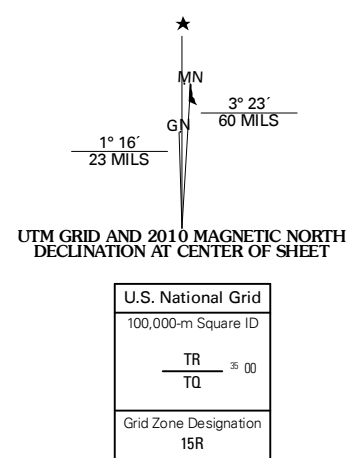 ★
MN
3° 23´
60 MILS
GN
1° 16´
23 MILS
UTM GRID AND 2010 MAGNETIC NORTH
DECLINATION AT CENTER OF SHEET
U.S. National Grid
100,000-m Square ID
TR
35 00
TQ
Grid Zone Designation
15R